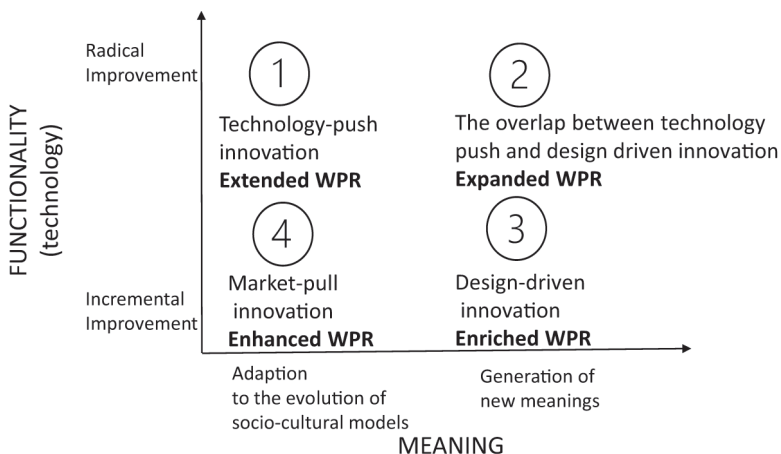 FUNCTIONALITY
(technology)
Radical
Improvement
1
Technology-push
innovation
Extended WPR
2
The overlap between technology
push and design driven innovation
Expanded WPR
Incremental
Improvement
4
Market-pull
innovation
Enhanced WPR
3
Design-driven
innovation
Enriched WPR
Adaption
to the evolution of
socio-cultural models
Generation of
new meanings
MEANING